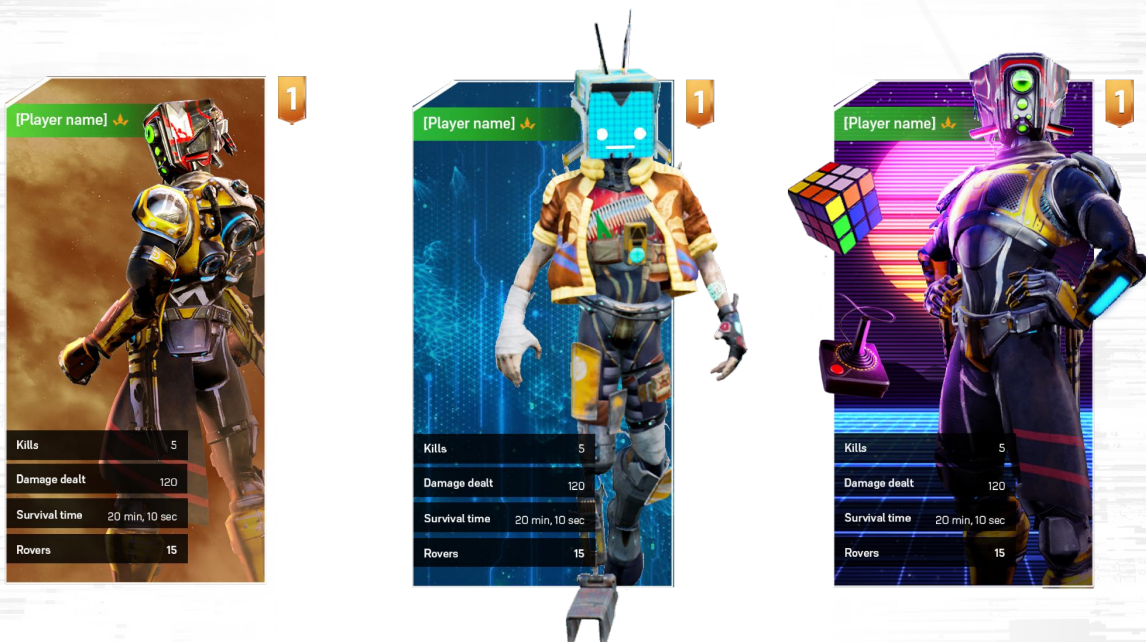 1
[Player name]
Kills 5
Damage dealt 120
Survival time 20 min, 10 sec
Rovers 15
1
[Player name]
Kills 5
Damage dealt 120
Survival time 20 min, 10 sec
Rovers 15
1
[Player name]
Kills 5
Damage dealt 120
Survival time 20 min, 10 sec
Rovers 15